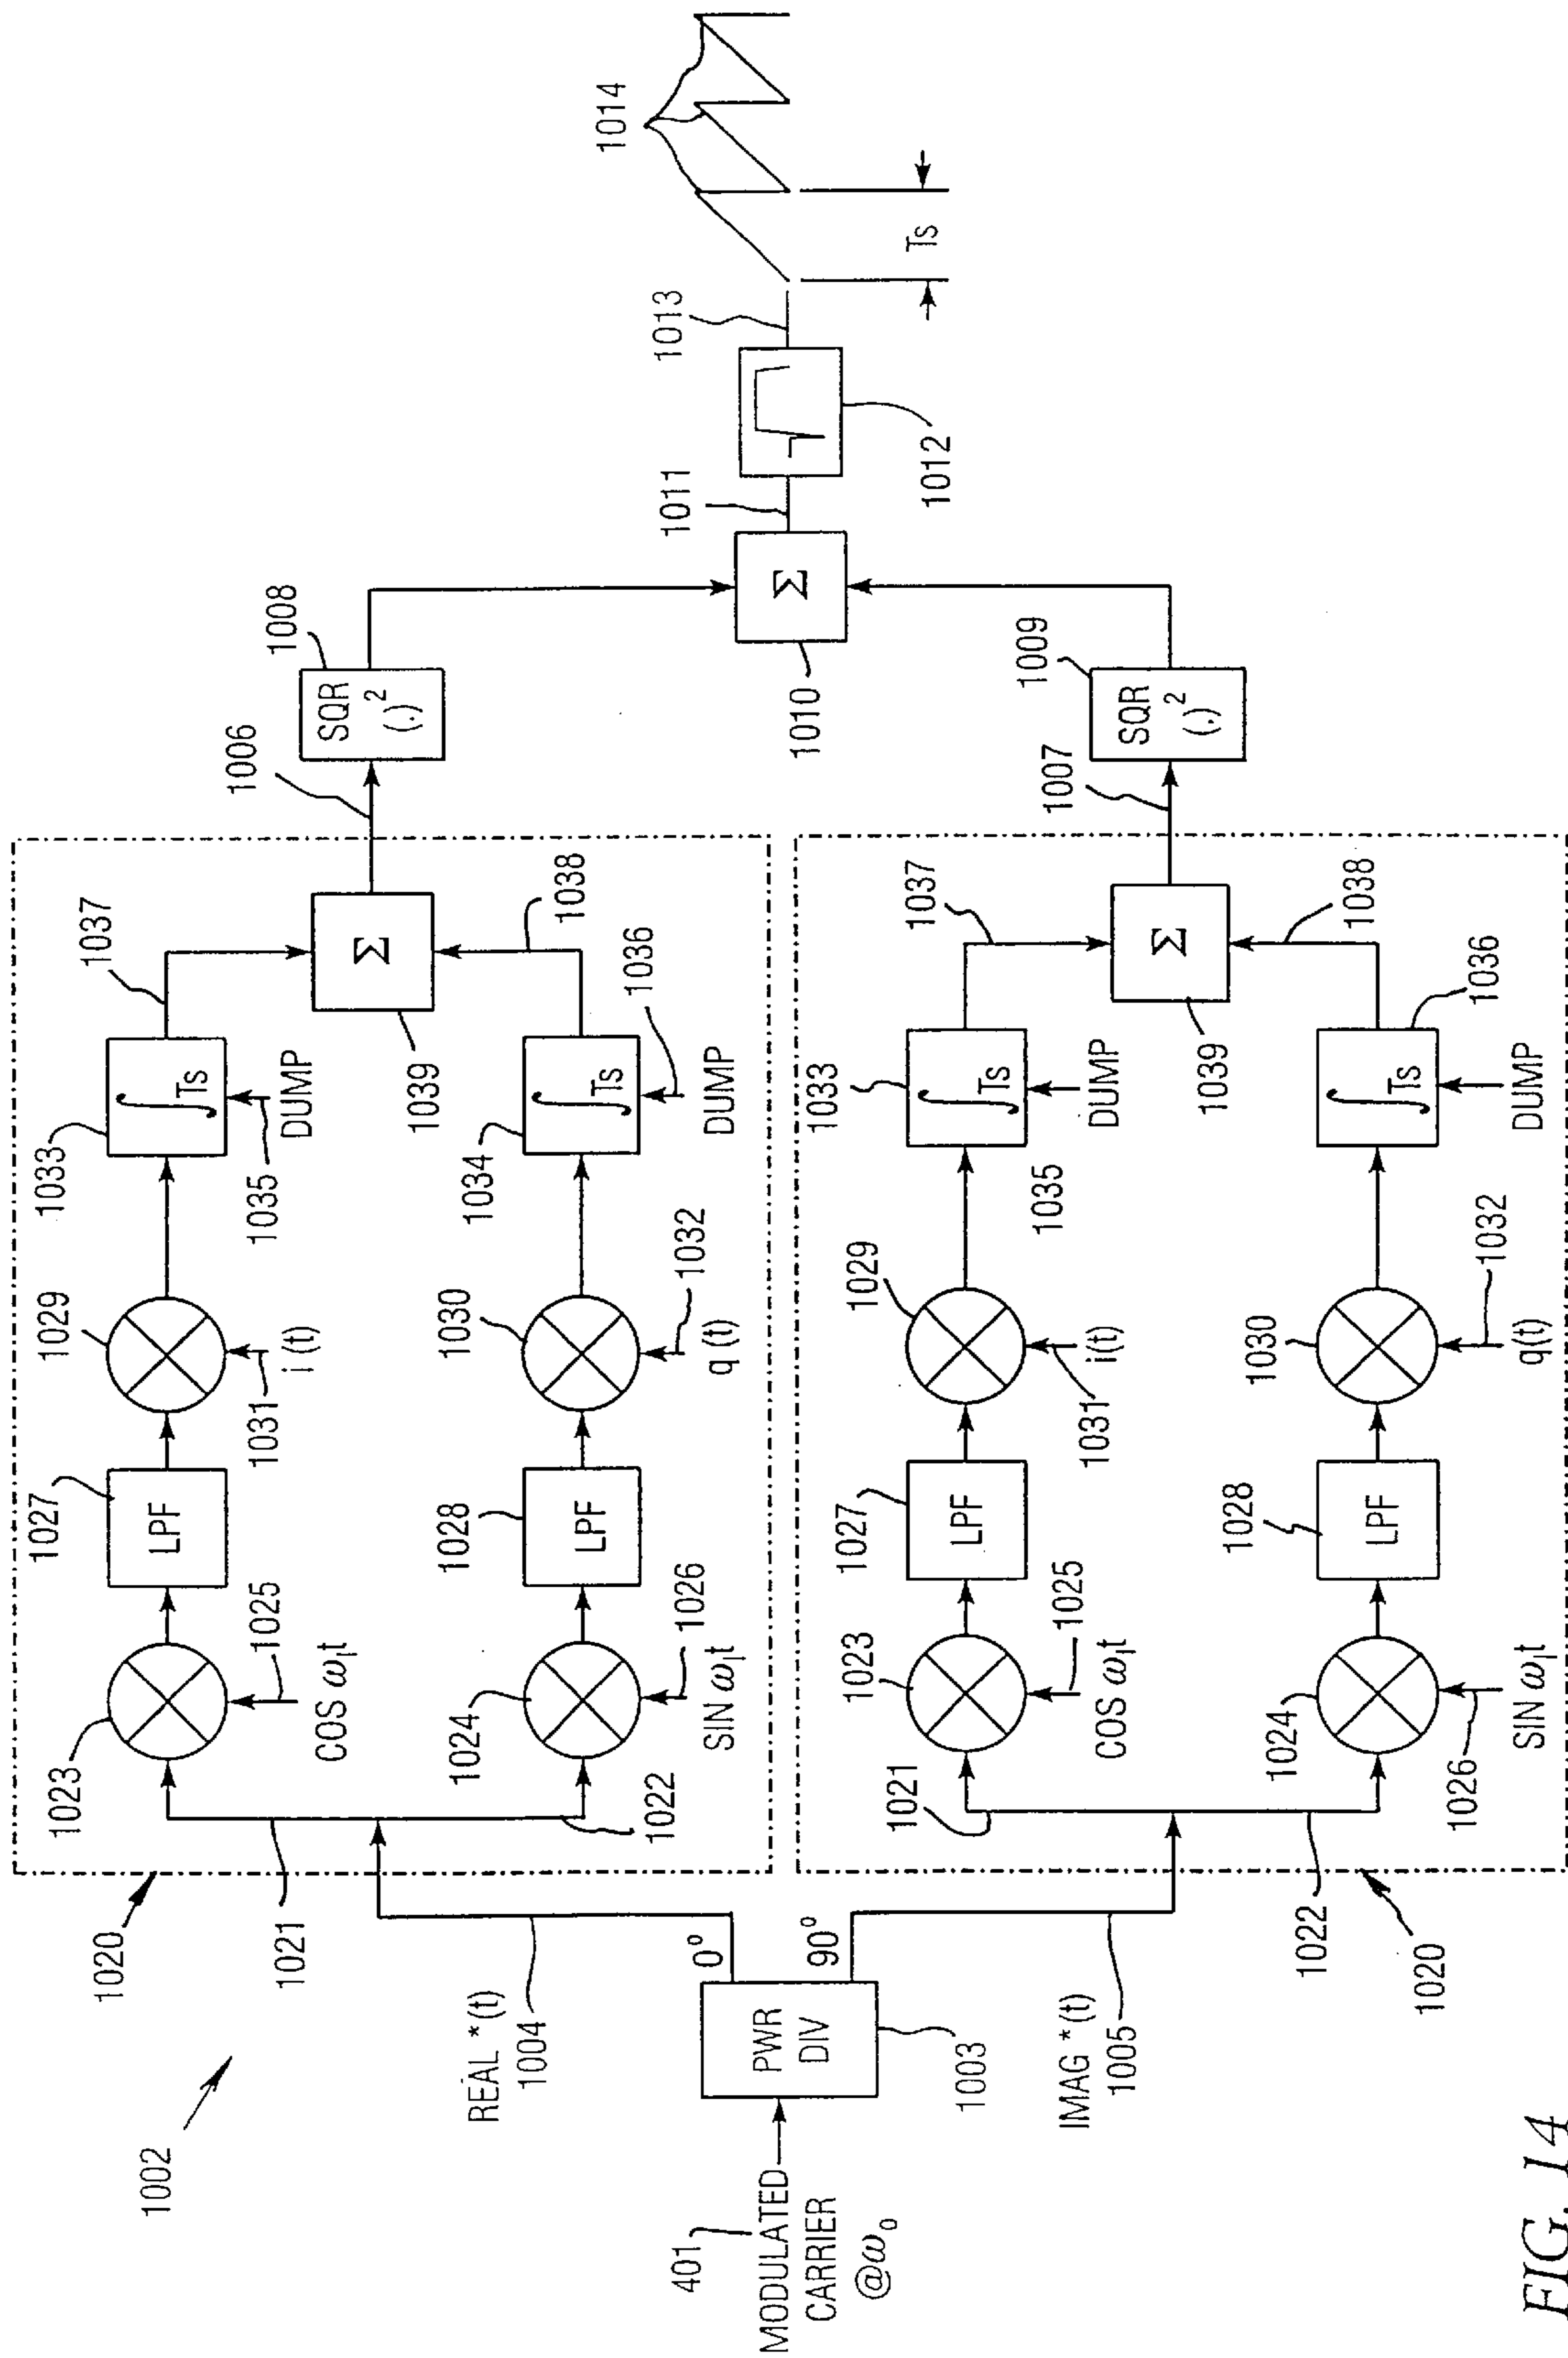 1002
401
MODULATED
CARRIER
@ω₀
PWR
DIV
1003
0°
90°
REAL *(t)
1004
IMAG *(t)
1005
1020
1021
1022
1023
COS ω₁t
1025
1024
SIN ω₁t
1026
1027
LPF
1028
LPF
1029
i (t)
1031
1030
q (t)
1032
1033
∫Ts
1035
DUMP
1034
∫Ts
1036
DUMP
1037
1038
Σ
1039
1006
SQR
(.)²
1008
1020
1021
1022
1023
COS ω₁t
1025
1024
SIN ω₁t
1026
1027
LPF
1028
LPF
1029
i(t)
1031
1030
q(t)
1032
1033
∫Ts
1035
DUMP
∫Ts
1036
DUMP
1037
1038
Σ
1039
1007
SQR
(.)²
1009
Σ
1010
1011
1012
1013
1014
Ts
FIG. 14